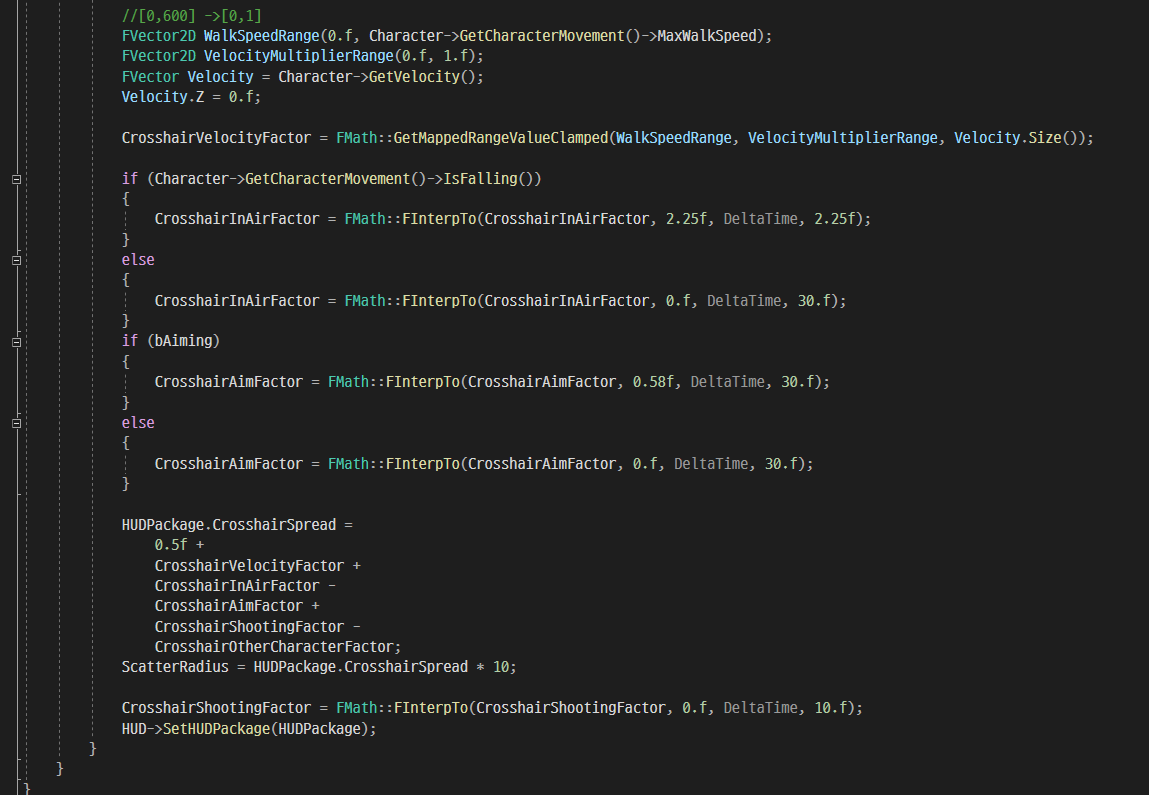 //[0,600] ->[0,1]
FVector2D WalkSpeedRange(0.f, Character->GetCharacterMovement()->MaxWalkSpeed);
FVector2D VelocityMultiplierRange(0.f, 1.f);
FVector Velocity = Character->GetVelocity();
Velocity.Z = 0.f;
CrosshairVelocityFactor = FMath::GetMappedRangeValueClamped(WalkSpeedRange, VelocityMultiplierRange, Velocity.Size());
if (Character->GetCharacterMovement()->IsFalling())
{
CrosshairInAirFactor = FMath::FInterpTo(CrosshairInAirFactor, 2.25f, DeltaTime, 2.25f);
}
else
{
CrosshairInAirFactor = FMath::FInterpTo(CrosshairInAirFactor, 0.f, DeltaTime, 30.f);
}
if (bAiming)
{
CrosshairAimFactor = FMath::FInterpTo(CrosshairAimFactor, 0.58f, DeltaTime, 30.f);
}
else
{
CrosshairAimFactor = FMath::FInterpTo(CrosshairAimFactor, 0.f, DeltaTime, 30.f);
}
HUDPackage.CrosshairSpread =
0.5f +
CrosshairVelocityFactor +
CrosshairInAirFactor -
CrosshairAimFactor +
CrosshairShootingFactor -
CrosshairOtherCharacterFactor;
ScatterRadius = HUDPackage.CrosshairSpread * 10;
CrosshairShootingFactor = FMath::FInterpTo(CrosshairShootingFactor, 0.f, DeltaTime, 10.f);
HUD->SetHUDPackage(HUDPackage);
}
}
}